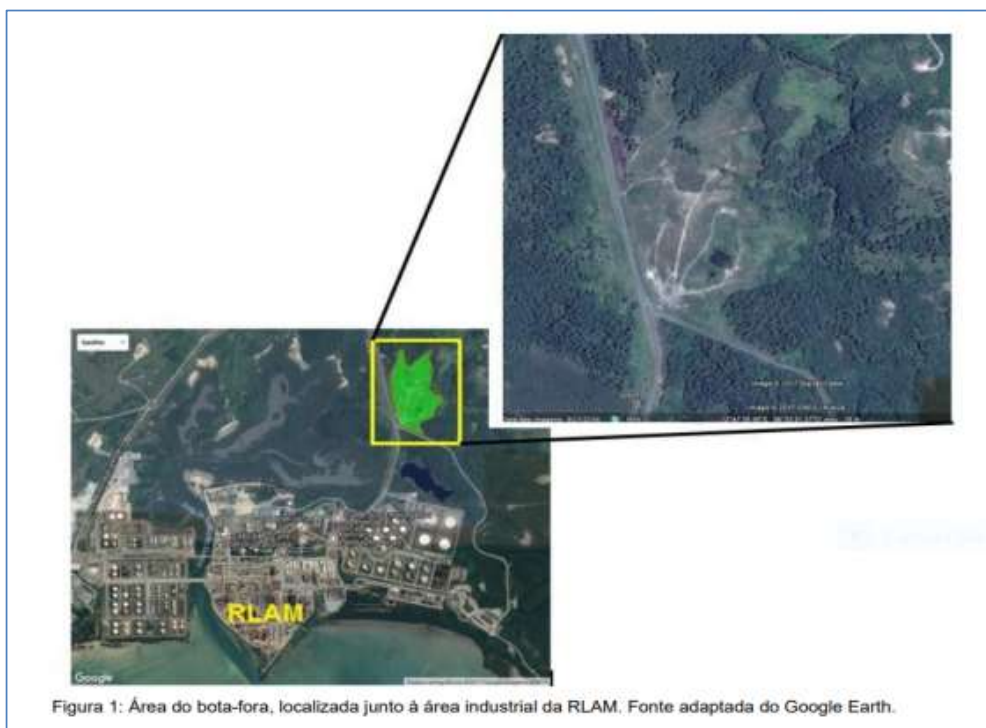 Satélite
RLAM
Google
Figura 1: Área do bota-fora, localizada junto à área industrial da RLAM. Fonte adaptada do Google Earth.